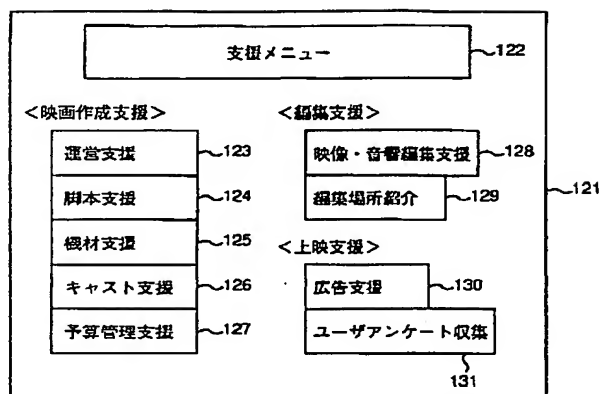 支援メニュー
122
<映画作成支援>
運営支援
123
脚本支援
124
機材支援
125
キャスト支援
126
予算管理支援
127
<編集支援>
映像・音響編集支援
128
編集場所紹介
129
121
<上映支援>
広告支援
130
ユーザアンケート収集
131